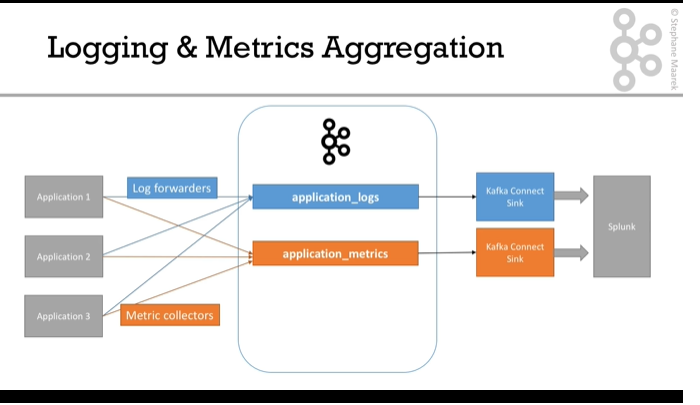 Logging & Metrics Aggregation
© Stephane Maarek
Application 1
Log forwarders
application_logs
Kafka Connect
Sink
Splunk
Application 2
application_metrics
Kafka Connect
Sink
Application 3
Metric collectors